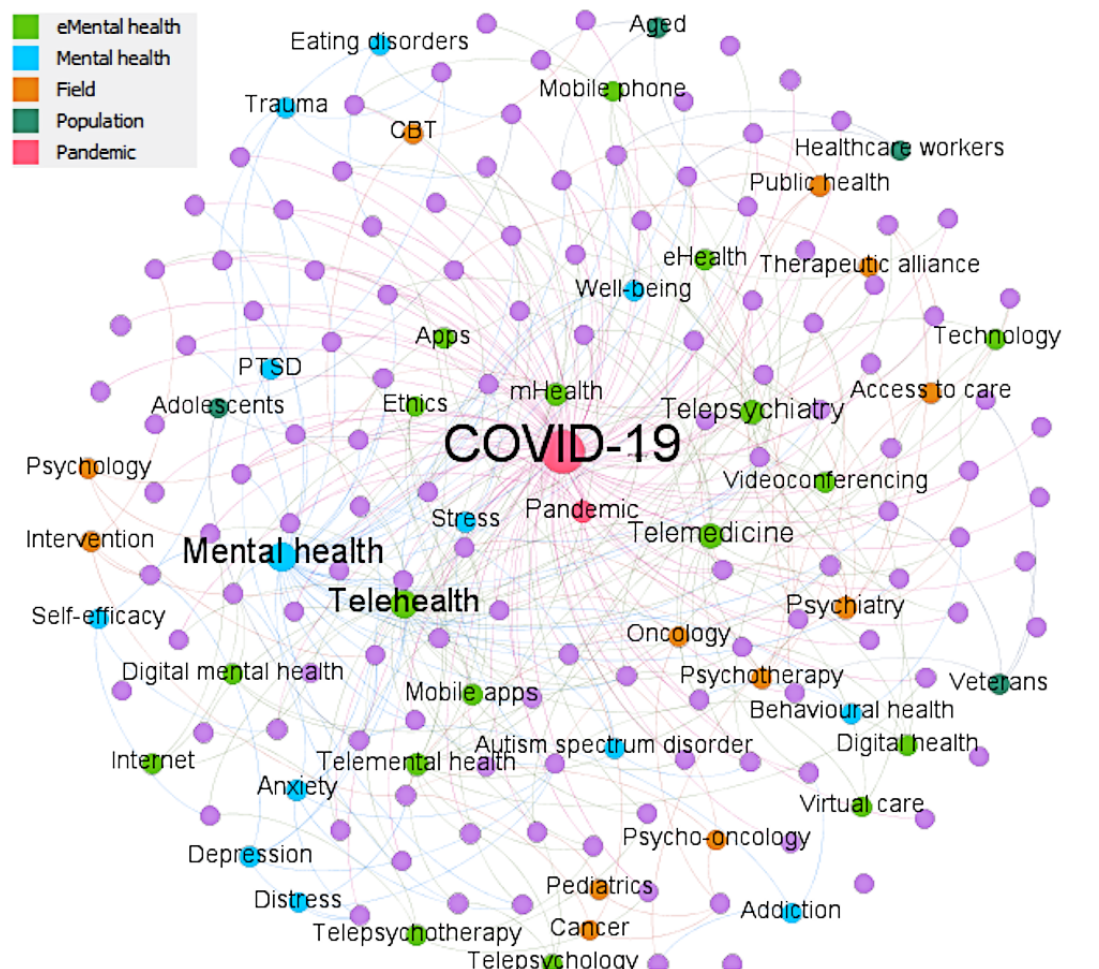 eMental health
Mental health
Field
Population
Pandemic
Aged
Eating disorders
Mobile phone
Trauma
CBT
Healthcare workers
Public health
eHealth
Therapeutic alliance
Well-being
Apps
Technology
PTSD
mHealth
Access to care
Adolescents
Ethics
Telepsychiatry
COVID-19
Psychology
Videoconferencing
Pandemic
Stress
Telemedicine
Intervention
Mental health
Telehealth
Psychiatry
Self-efficacy
Oncology
Digital mental health
Psychotherapy
Veterans
Mobile apps
Behavioural health
Autism spectrum disorder
Digital health
Internet
Telemental health
Anxiety
Virtual care
Psycho-oncology
Depression
Pediatrics
Distress
Addiction
Cancer
Telepsychotherapy
Telepsychology